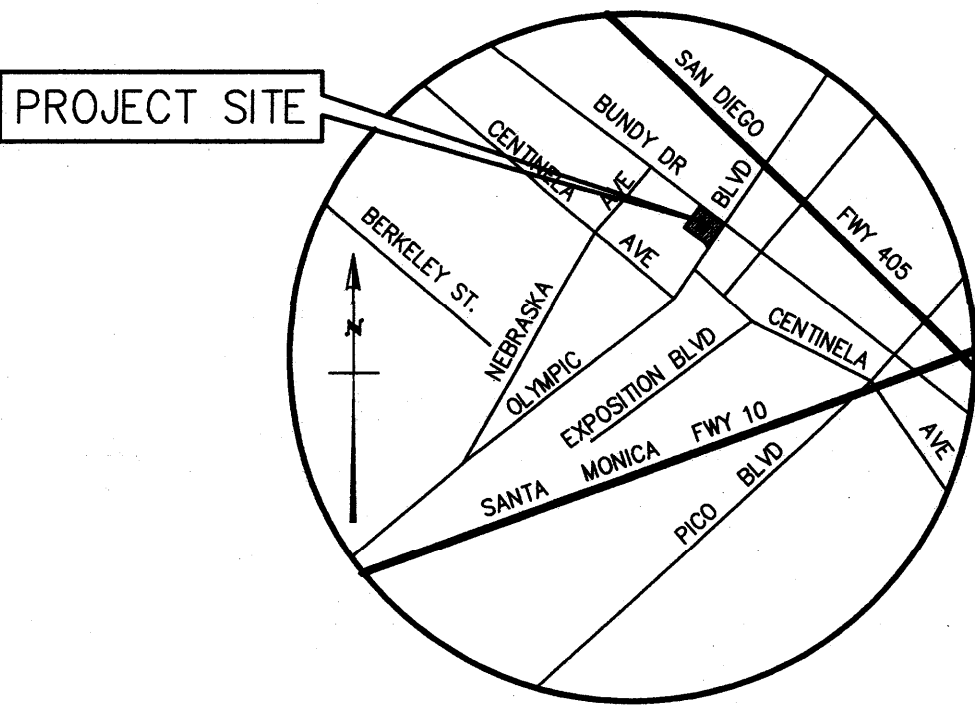 PROJECT SITE
SAN DIEGO
FWY 405
BUNDY DR
BLVD
CENTINELA
AVE
AVE
BERKELEY ST.
N
NEBRASKA
OLYMPIC
EXPOSITION BLVD
CENTINELA
AVE
SANTA MONICA FWY 10
PICO BLVD